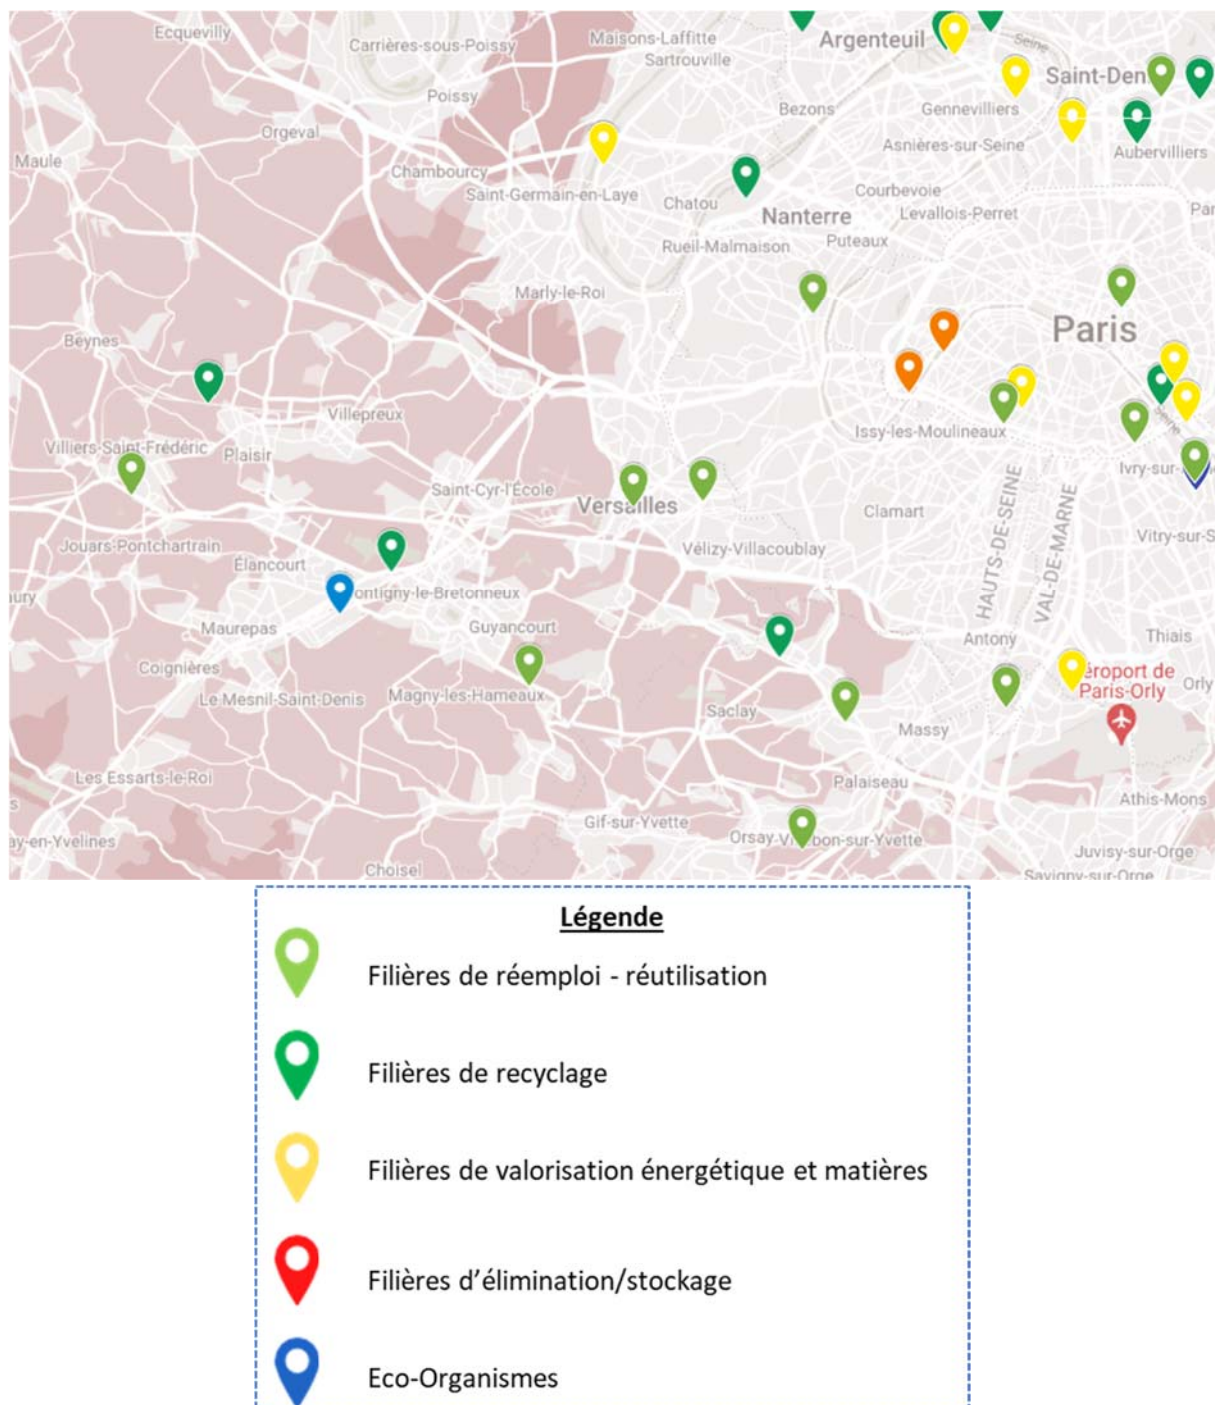 Ecquevilly
Carrières-sous-Poissy
Maisons-Laffitte
Sartrouville
Argenteuil
Seine
Poissy
Bezons
Gennevilliers
Saint-Den
Orgeval
Asnières-sur-Seine
Aubervilliers
Maule
Chambourcy
Saint-Germain-en-Laye
Chatou
Courbevoie
Levallois-Perret
Nanterre
Par
Rueil-Malmaison
Puteaux
Marly-le-Roi
Paris
Beynes
Villepreux
Seine
Issy-les-Moulineaux
Villiers-Saint-Frédéric
Plaisir
Ivry-sur-
Saint-Cyr-l'École
Versailles
Clamart
HAUTS-DE-SEINE
VAL-DE-MARNE
Vitry-sur-S
Jouars-Pontchartrain
Vélizy-Villacoublay
Élancourt
ontigny-le-Bretonneux
aury
Maurepas
Guyancourt
Antony
Thiais
Coignières
Le Mesnil-Saint-Denis
Magny-les-Hameaux
éroport de
Paris-Orly
Orly
Saclay
Massy
Les Essarts-le-Roi
Palaiseau
s
Athis-Mons
Gif-sur-Yvette
ay-en-Yvelines
Orsay
bon-sur-Yvette
Juvisy-sur-Orge
Choisel
Savigny-sur-Orge
Légende
Filières de réemploi - réutilisation
Filières de recyclage
Filières de valorisation énergétique et matières
Filières d’élimination/stockage
Eco-Organismes